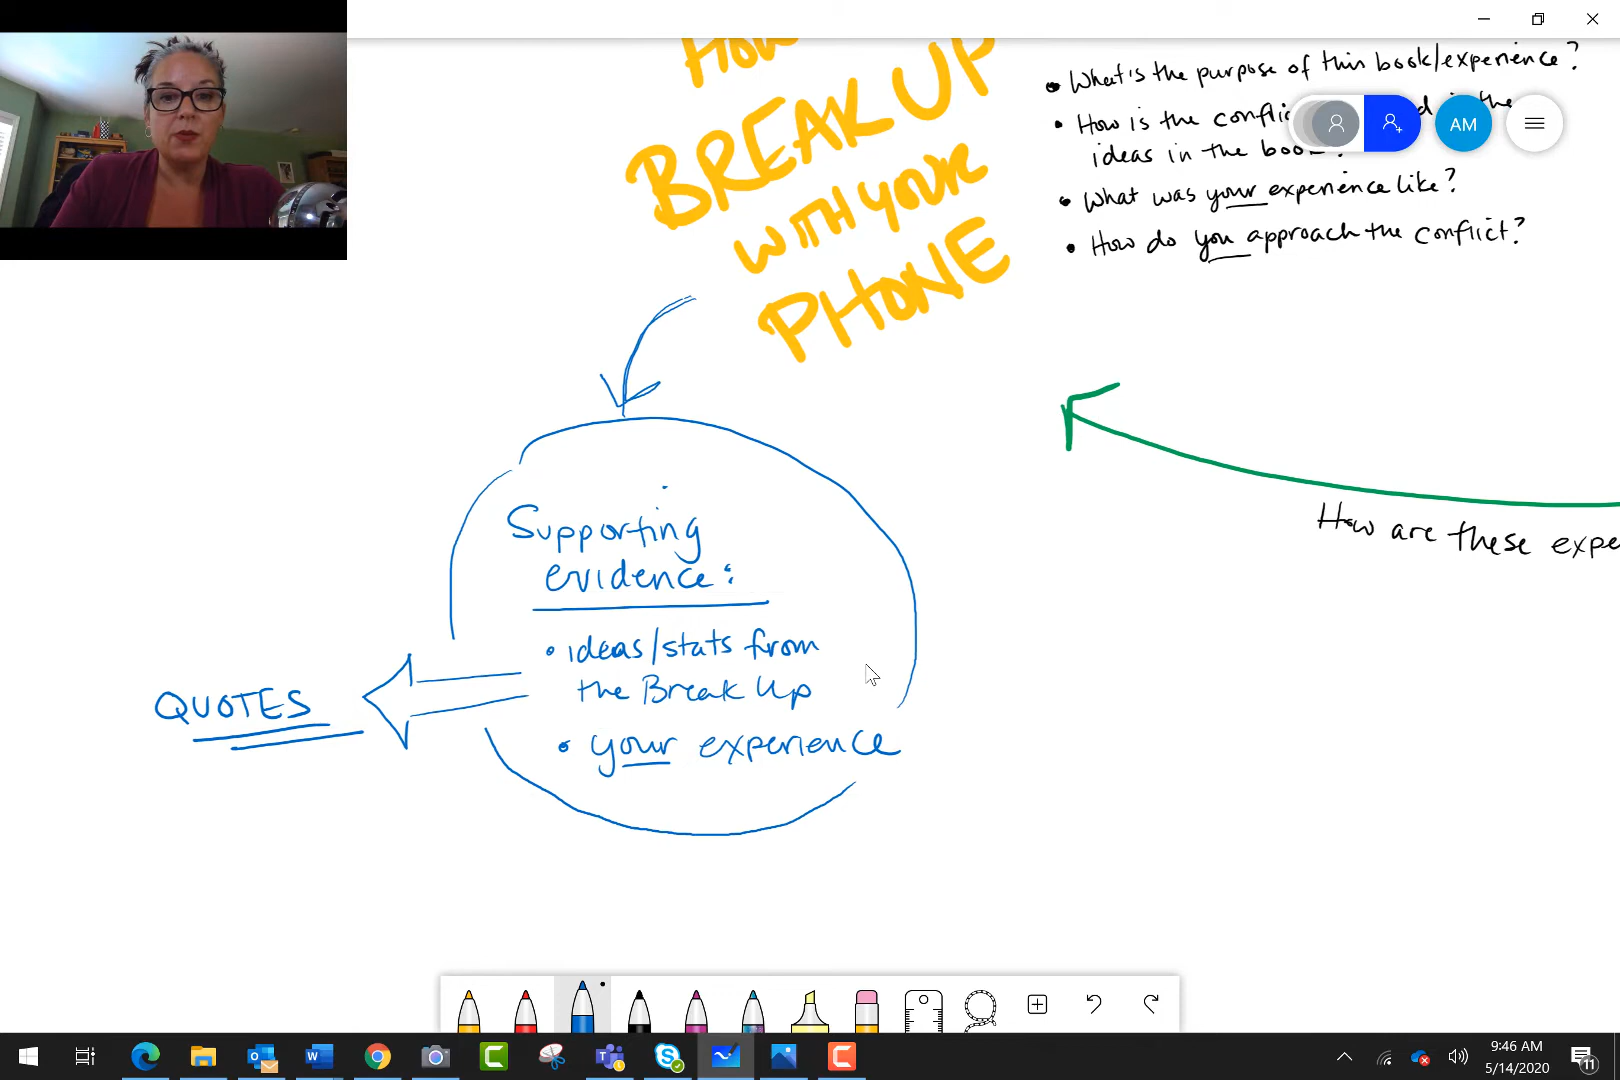 How
BREAK UP
WITH YOUR
PHONE
• What's the purpose of this book/experience?
• How is the conflic the
ideas in the book?
• What was your experience like?
• How do you approach the conflict?
AM
Supporting
evidence:
• ideas/stats from
the Break Up
• your experience
QUOTES
How are these expe
9:46 AM
5/14/2020
11